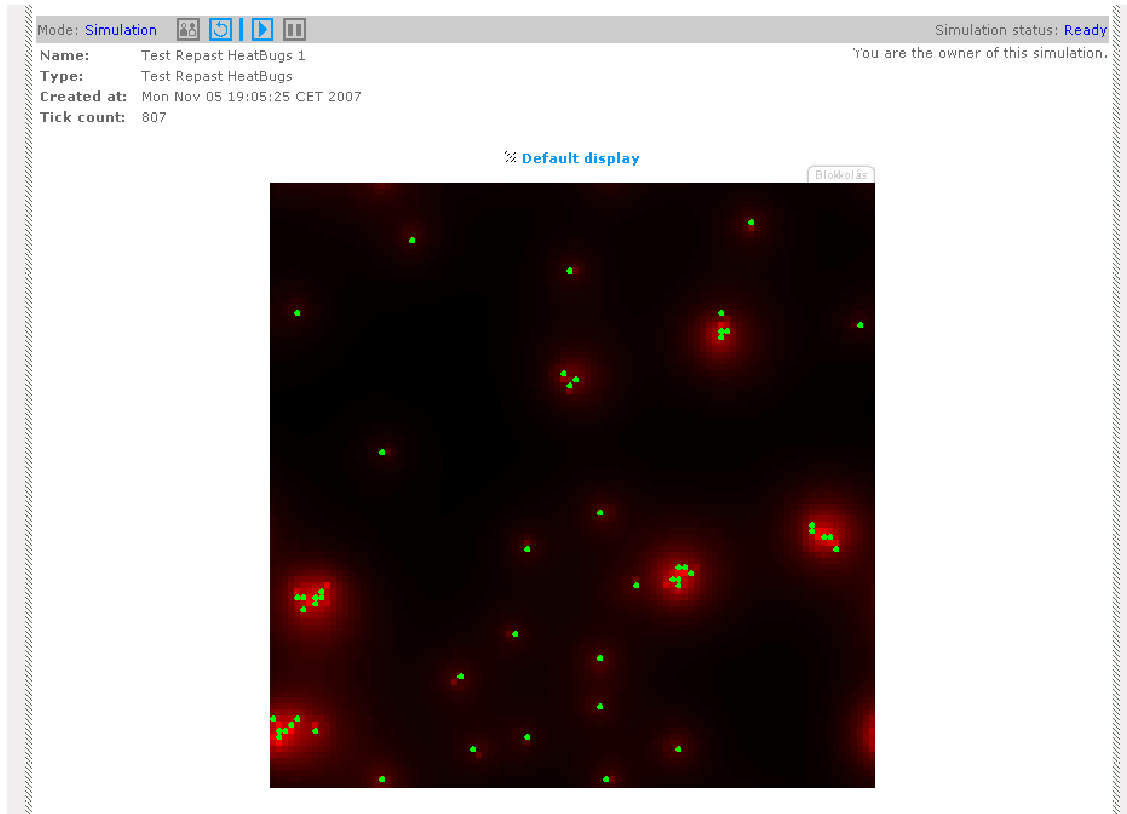 Mode: Simulation Simulation status: Ready
Name: Test Repast HeatBugs 1 You are the owner of this simulation.
Type: Test Repast HeatBugs
Created at: Mon Nov 05 19:05:25 CET 2007
Tick count: 807
Default display
Blokkolás